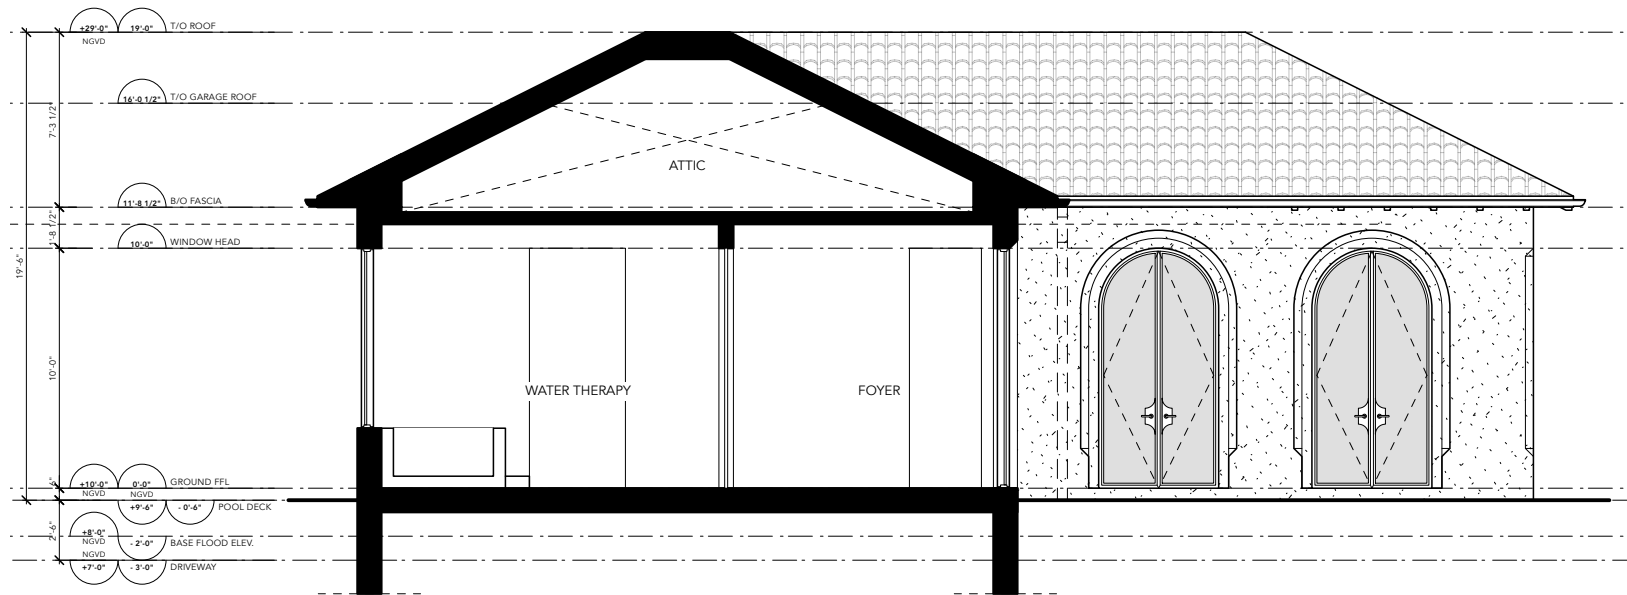 +29'-0" 19'-0" T/O ROOF
NGVD
16'-0 1/2" T/O GARAGE ROOF
7'-3 1/2"
ATTIC
11'-8 1/2" B/O FASCIA
1'-8 1/2"
10'-0" WINDOW HEAD
19'-6"
10'-0"
WATER THERAPY
FOYER
+10'-0" 0'-0" GROUND FFL
NGVD NGVD
+9'-6" - 0'-6" POOL DECK
2'-6"
+8'-0"
NGVD - 2'-0" BASE FLOOD ELEV.
NGVD
+7'-0" - 3'-0" DRIVEWAY